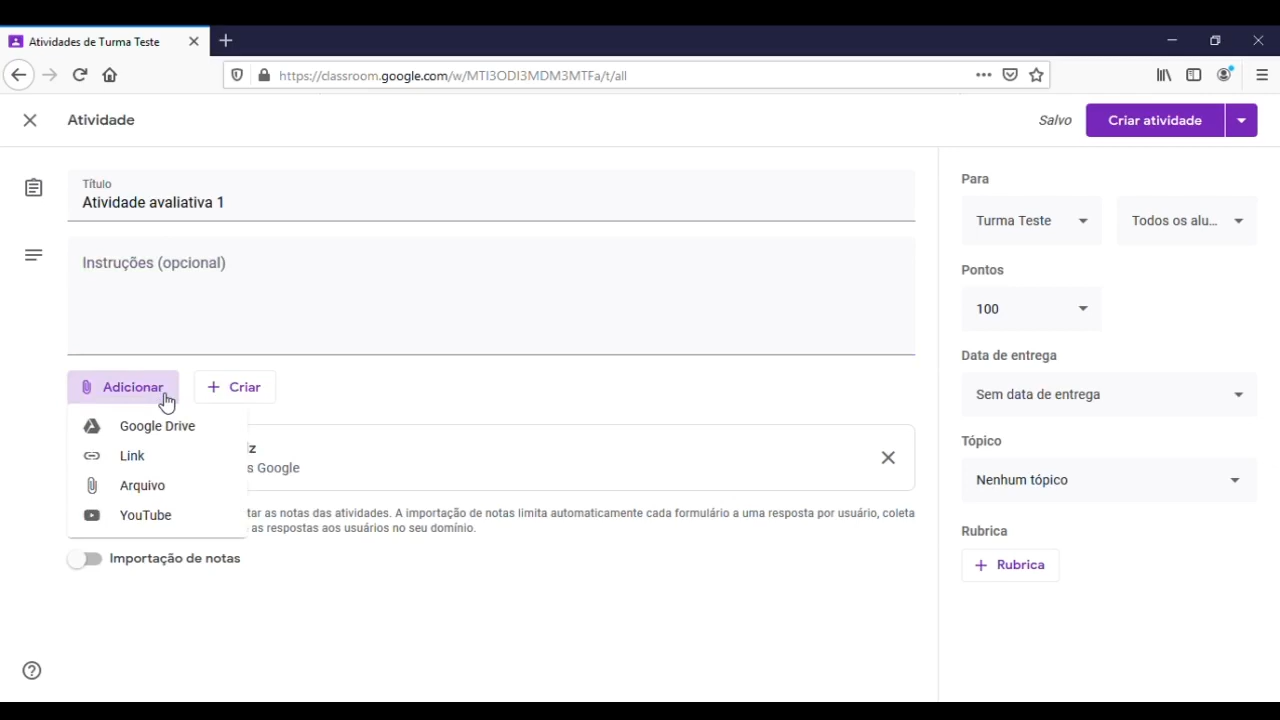 Atividades de Turma Teste
https://classroom.google.com/w/MTI3ODI3MDM3MTFa/t/all
Atividade
Salvo
Criar atividade
Título
Atividade avaliativa 1
Instruções (opcional)
Adicionar
Criar
Google Drive
Link
Arquivo
YouTube
z
s Google
tar as notas das atividades. A importação de notas limita automaticamente cada formulário a uma resposta por usuário, coleta
as respostas aos usuários no seu domínio.
Importação de notas
Para
Turma Teste
Todos os alu...
Pontos
100
Data de entrega
Sem data de entrega
Tópico
Nenhum tópico
Rubrica
+ Rubrica